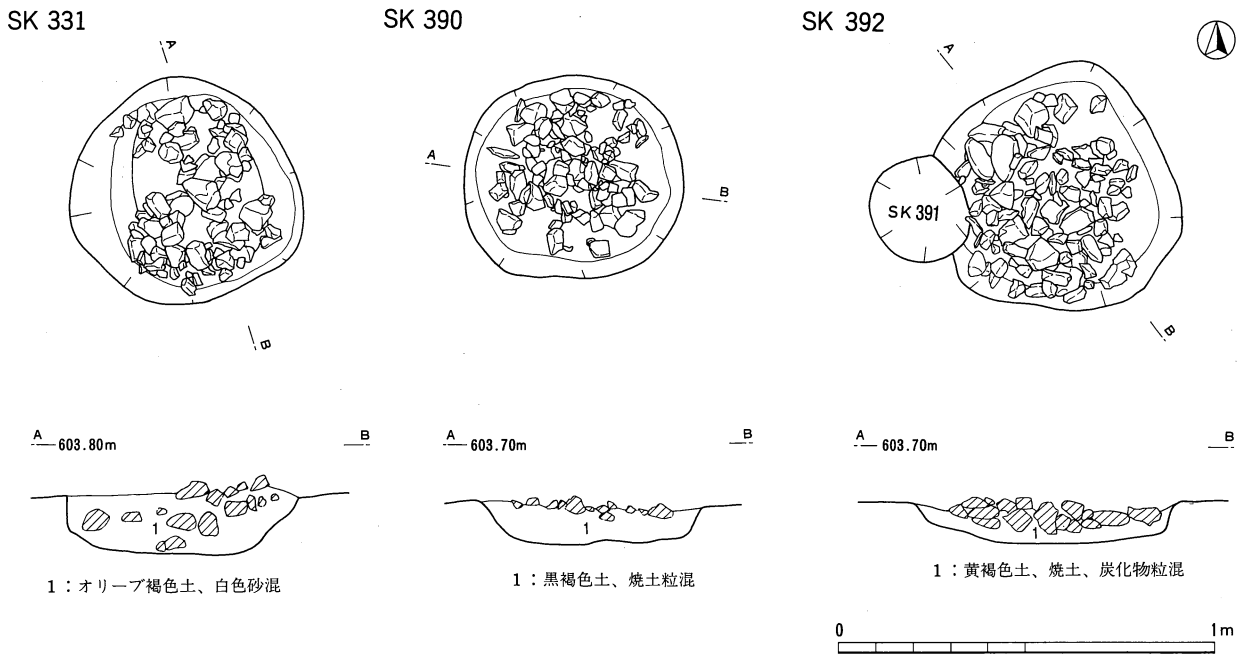 SK 331
SK 390
SK 392
A
B
A
B
A
SK 391
B
A 603.80m B
A 603.70m B
A 603.70m B
1
1
1
1：オリーブ褐色土、白色砂混
1：黒褐色土、焼土粒混
1：黄褐色土、焼土、炭化物粒混
0 1m